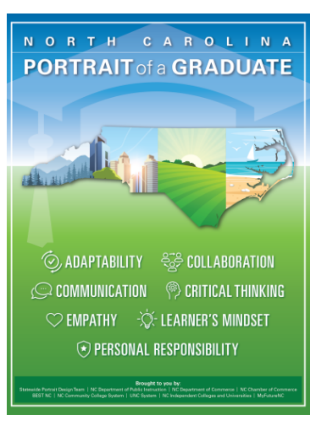 NORTH CAROLINA
PORTRAIT of a GRADUATE
ADAPTABILITY COLLABORATION
COMMUNICATION CRITICAL THINKING
EMPATHY LEARNER'S MINDSET
PERSONAL RESPONSIBILITY
Brought to you by
Statewide Portrait Design Team | NC Department of Public Instruction | NC Department of Commerce | NC Chamber of Commerce
BEST NC | NC Community College System | UNC System | NC Independent Colleges and Universities | MyFutureNC